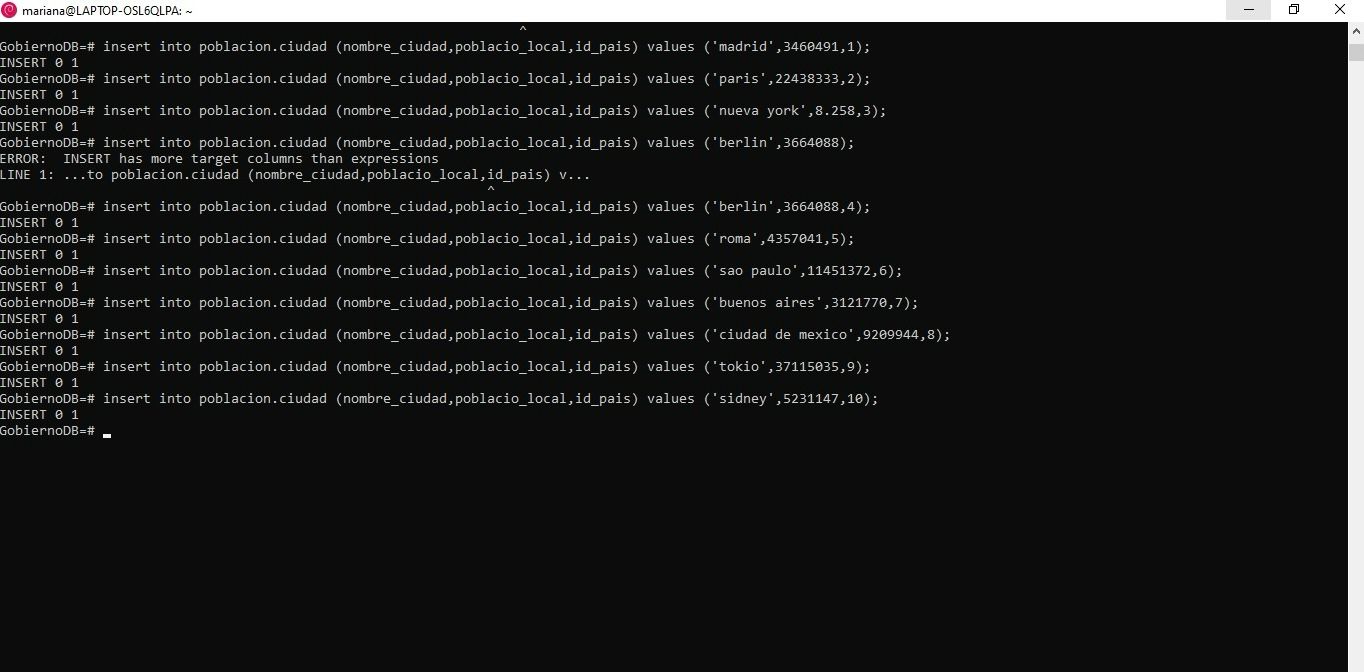 mariana@LAPTOP-OSL6QLPA: ~
^
GobiernoDB=# insert into poblacion.ciudad (nombre_ciudad,poblacio_local,id_pais) values ('madrid',3460491,1);
INSERT 0 1
GobiernoDB=# insert into poblacion.ciudad (nombre_ciudad,poblacio_local,id_pais) values ('paris',22438333,2);
INSERT 0 1
GobiernoDB=# insert into poblacion.ciudad (nombre_ciudad,poblacio_local,id_pais) values ('nueva york',8.258,3);
INSERT 0 1
GobiernoDB=# insert into poblacion.ciudad (nombre_ciudad,poblacio_local,id_pais) values ('berlin',3664088);
ERROR:  INSERT has more target columns than expressions
LINE 1: ...to poblacion.ciudad (nombre_ciudad,poblacio_local,id_pais) v...
^
GobiernoDB=# insert into poblacion.ciudad (nombre_ciudad,poblacio_local,id_pais) values ('berlin',3664088,4);
INSERT 0 1
GobiernoDB=# insert into poblacion.ciudad (nombre_ciudad,poblacio_local,id_pais) values ('roma',4357041,5);
INSERT 0 1
GobiernoDB=# insert into poblacion.ciudad (nombre_ciudad,poblacio_local,id_pais) values ('sao paulo',11451372,6);
INSERT 0 1
GobiernoDB=# insert into poblacion.ciudad (nombre_ciudad,poblacio_local,id_pais) values ('buenos aires',3121770,7);
INSERT 0 1
GobiernoDB=# insert into poblacion.ciudad (nombre_ciudad,poblacio_local,id_pais) values ('ciudad de mexico',9209944,8);
INSERT 0 1
GobiernoDB=# insert into poblacion.ciudad (nombre_ciudad,poblacio_local,id_pais) values ('tokio',37115035,9);
INSERT 0 1
GobiernoDB=# insert into poblacion.ciudad (nombre_ciudad,poblacio_local,id_pais) values ('sidney',5231147,10);
INSERT 0 1
GobiernoDB=#